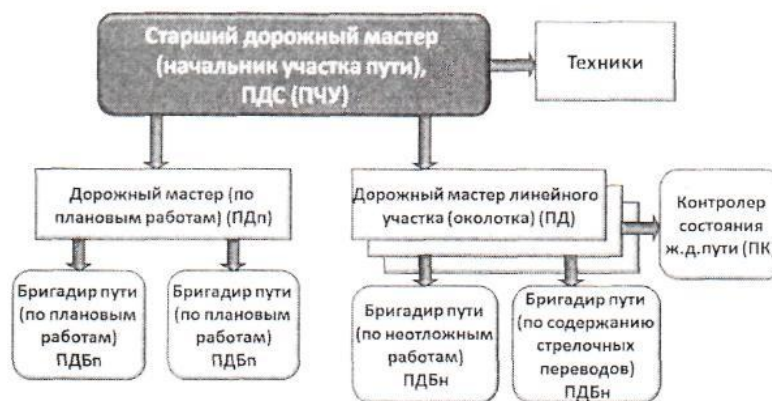 Старший дорожный мастер
(начальник участка пути),
ПДС (ПЧУ)
Техники
Дорожный мастер (по
плановым работам) (ПДп)
Дорожный мастер линейного
участка (околотка) (ПД)
Контролер
состояния
ж.д.пути (ПК)
Бригадир пути
(по плановым
работам)
ПДБп
Бригадир пути
(по плановым
работам)
ПДБп
Бригадир пути
(по неотложным
работам)
ПДБн
Бригадир пути
(по содержанию
стрелочных
переводов)
ПДБн